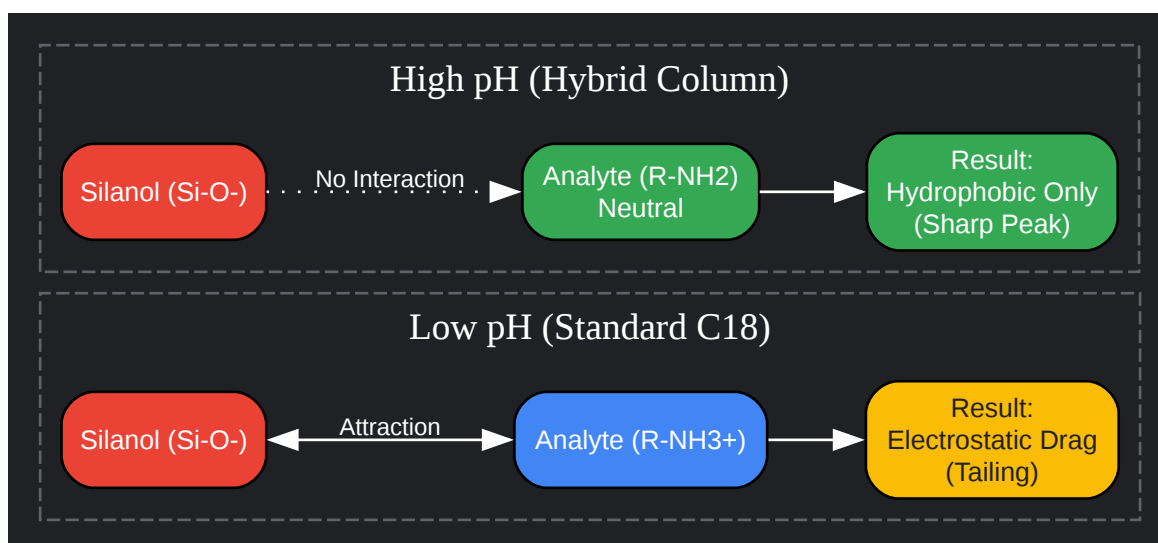 High pH (Hybrid Column)
Silanol (Si-O-)
No Interaction
Analyte (R-NH2)
Neutral
Result:
Hydrophobic Only
(Sharp Peak)
Low pH (Standard C18)
Silanol (Si-O-)
Attraction
Analyte (R-NH3+)
Result:
Electrostatic Drag
(Tailing)